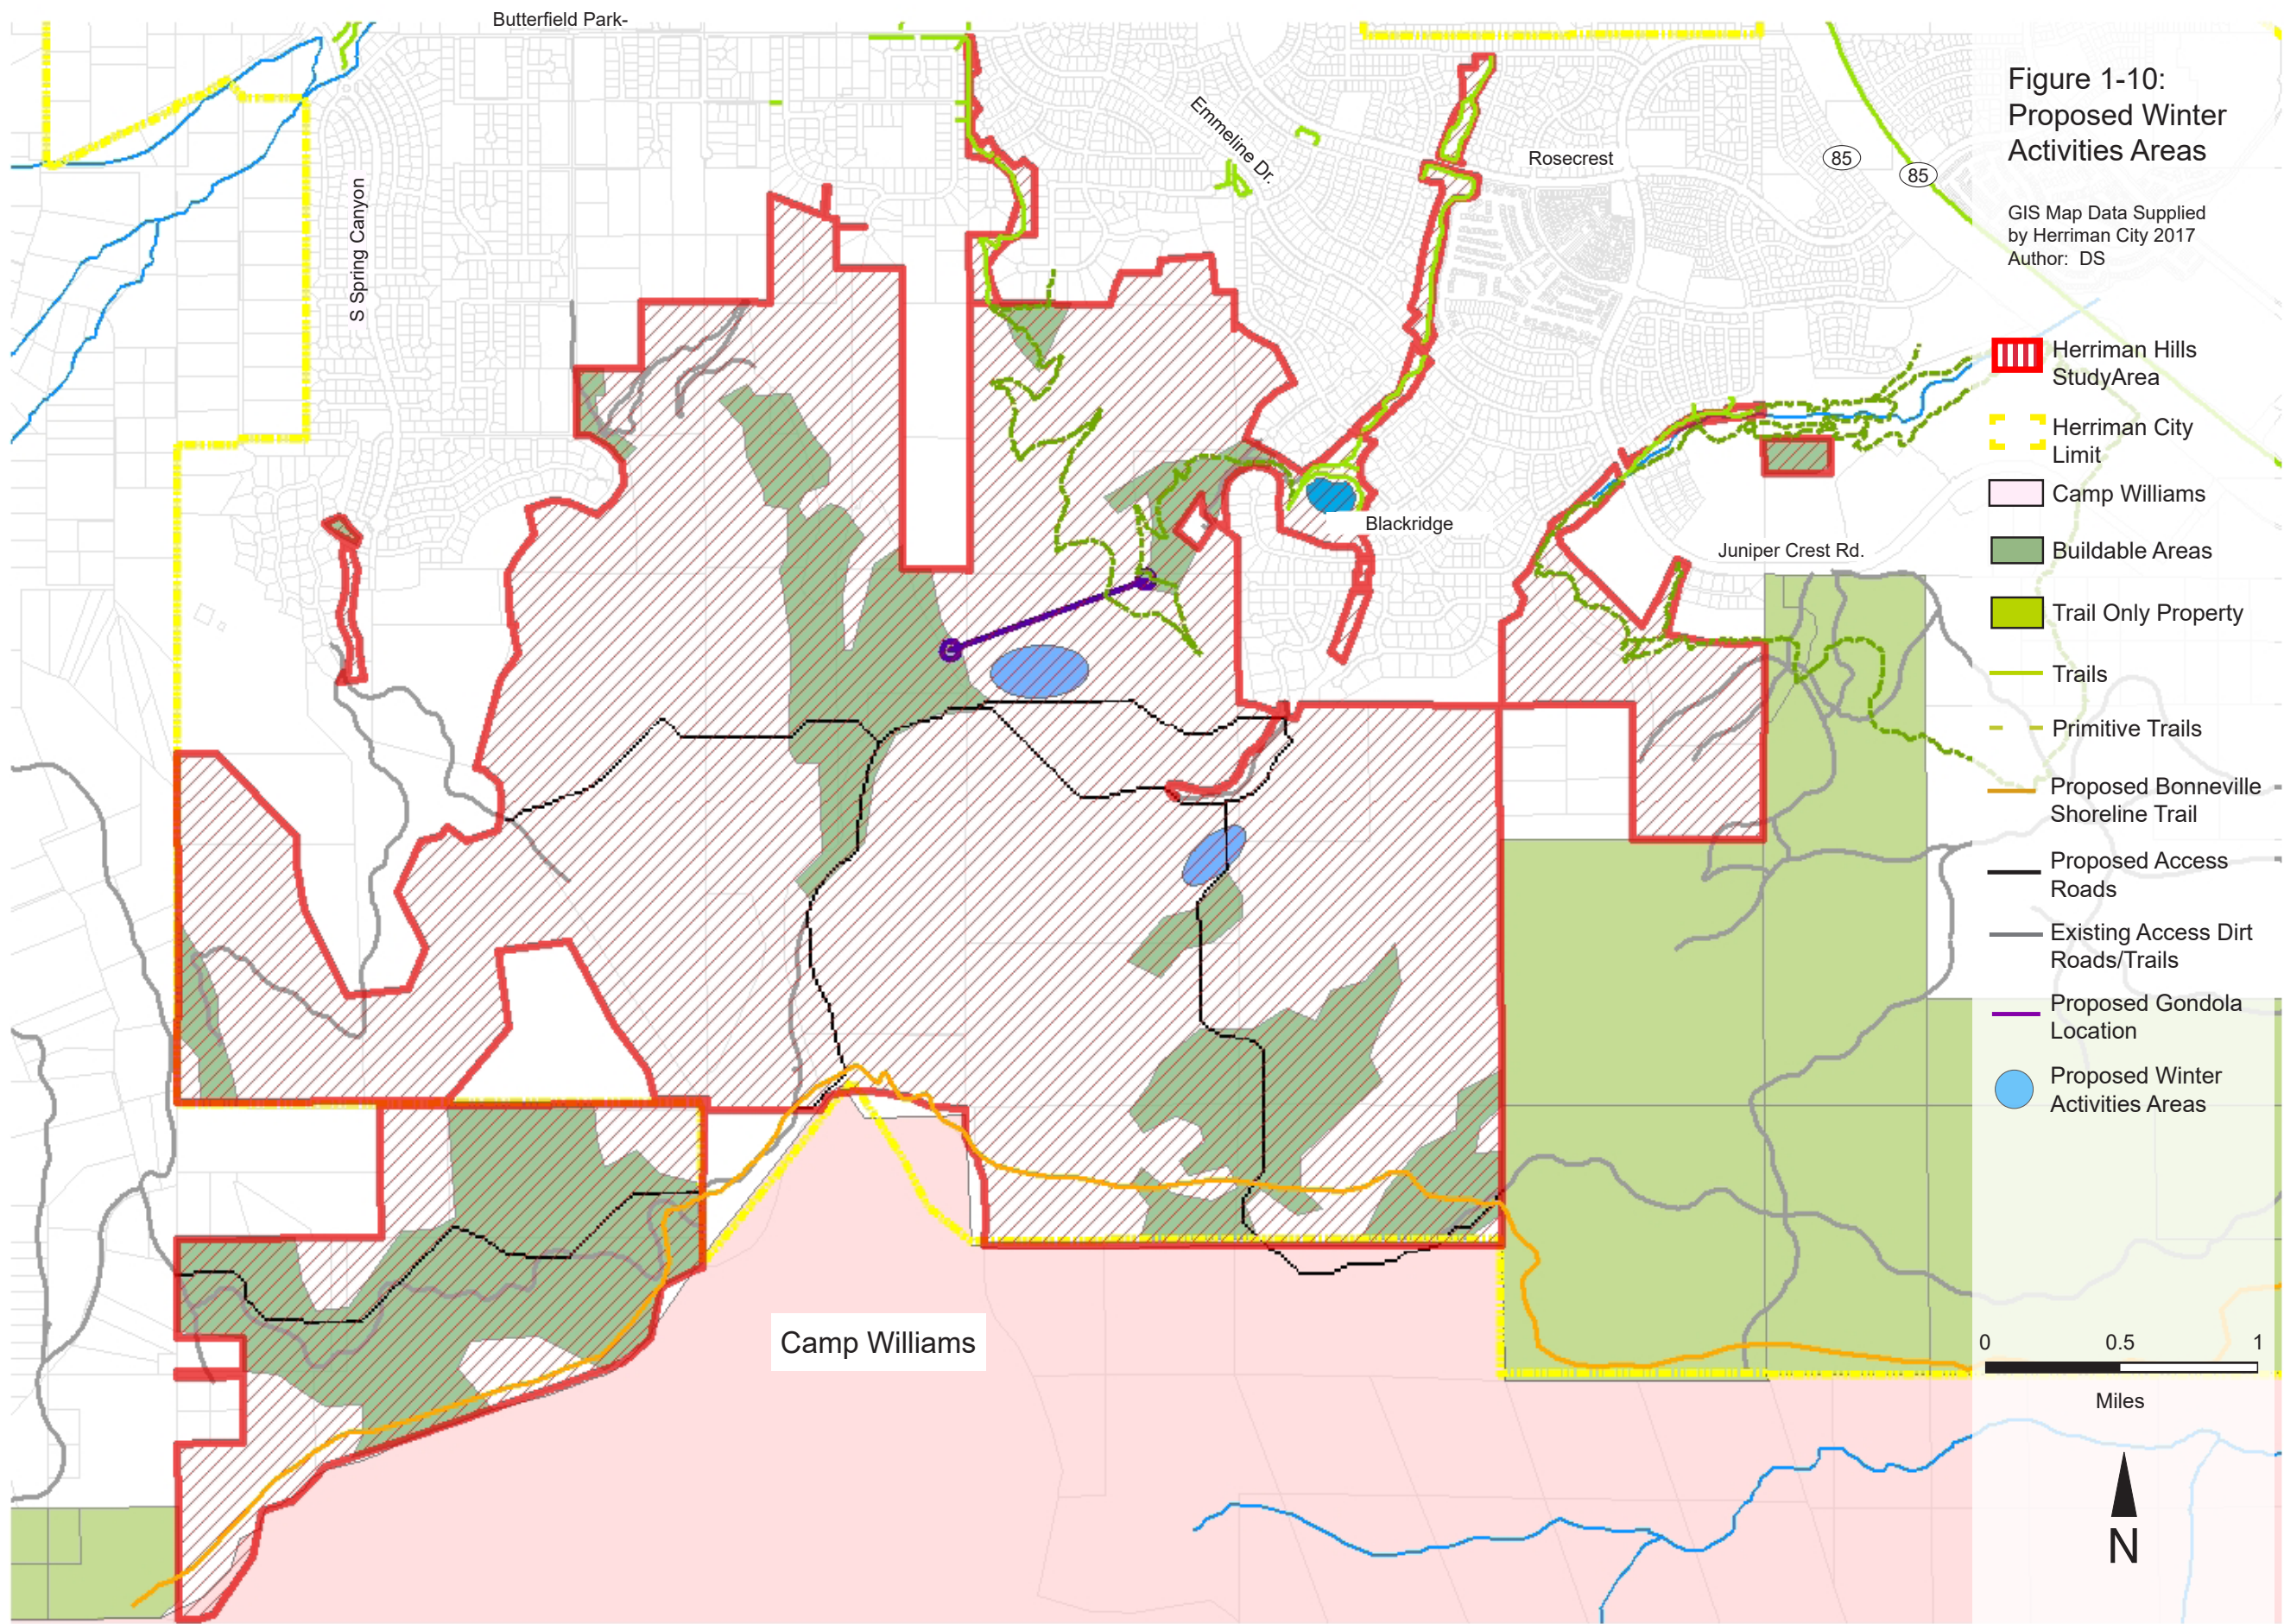 Butterfield Park-
S Spring Canyon
Emmeline Dr.
Rosecrest
85
85
Blackridge
Juniper Crest Rd.
Camp Williams
Figure 1-10:
Proposed Winter
Activities Areas
GIS Map Data Supplied
by Herriman City 2017
Author: DS
Herriman Hills
StudyArea
Herriman City
Limit
Camp Williams
Buildable Areas
Trail Only Property
Trails
Primitive Trails
Proposed Bonneville
Shoreline Trail
Proposed Access
Roads
Existing Access Dirt
Roads/Trails
Proposed Gondola
Location
Proposed Winter
Activities Areas
0 0.5 1
Miles
N